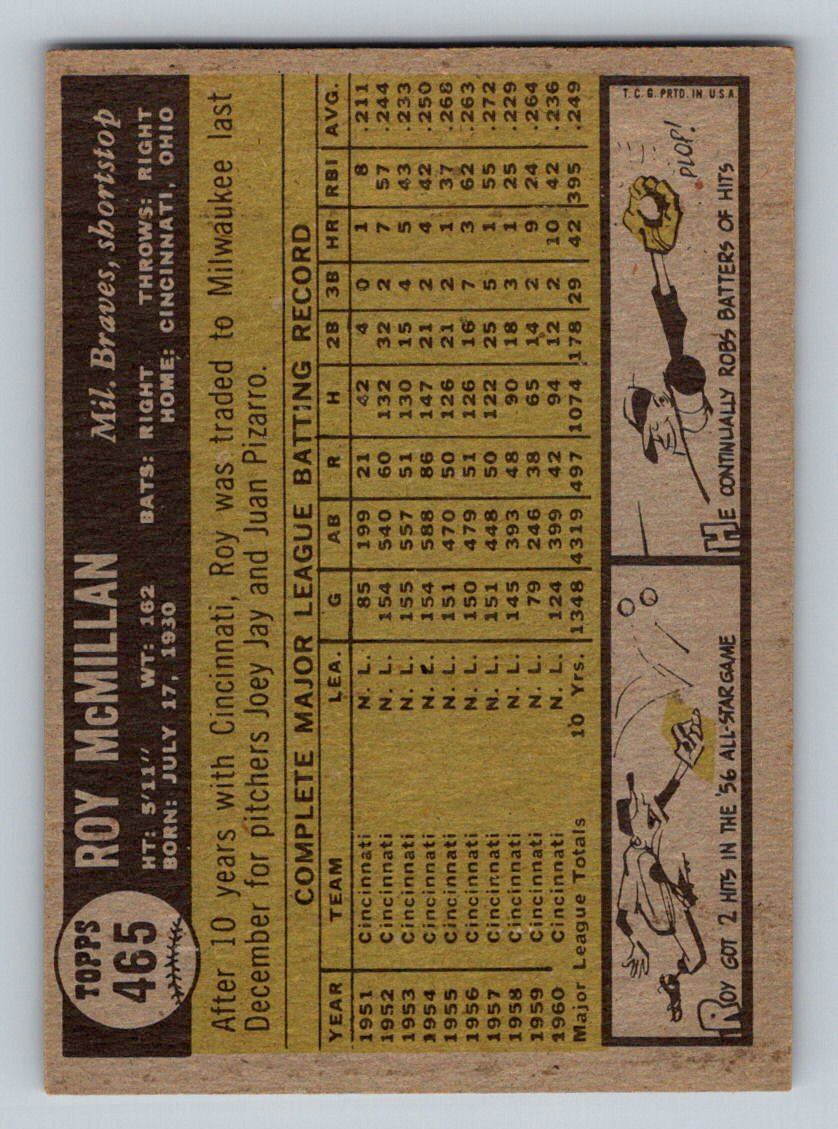 TOPPS
465
ROY McMILLAN Mil. Braves, shortstop
HT: 5'11" WT: 162 BATS: RIGHT THROWS: RIGHT
BORN: JULY 17, 1930 HOME: CINCINNATI, OHIO
After 10 years with Cincinnati, Roy was traded to Milwaukee last
December for pitchers Joey Jay and Juan Pizarro.
COMPLETE MAJOR LEAGUE BATTING RECORD
YEAR TEAM LEA. G AB R H 2B 3B HR RBI AVG.
1951 Cincinnati N. L. 85 199 21 42 4 0 1 8 .211
1952 Cincinnati N. L. 154 540 60 132 32 2 7 57 .244
1953 Cincinnati N. L. 155 557 51 130 15 4 5 43 .233
1954 Cincinnati N. L. 154 588 86 147 21 2 4 42 .250
1955 Cincinnati N. L. 151 470 50 126 21 2 1 37 .268
1956 Cincinnati N. L. 150 479 51 126 16 7 3 62 .263
1957 Cincinnati N. L. 151 448 50 122 25 5 1 55 .272
1958 Cincinnati N. L. 145 393 48 90 18 3 1 25 .229
1959 Cincinnati N. L. 79 246 38 65 14 2 9 24 .264
1960 Cincinnati N. L. 124 399 42 94 12 2 10 42 .236
Major League Totals 10 Yrs. 1348 4319 497 1074 178 29 42 395 .249
ROY GOT 2 HITS IN THE '56 ALL-STAR GAME
PLOP!
HE CONTINUALLY ROBS BATTERS OF HITS
T. C. G. PRTD. IN U S A